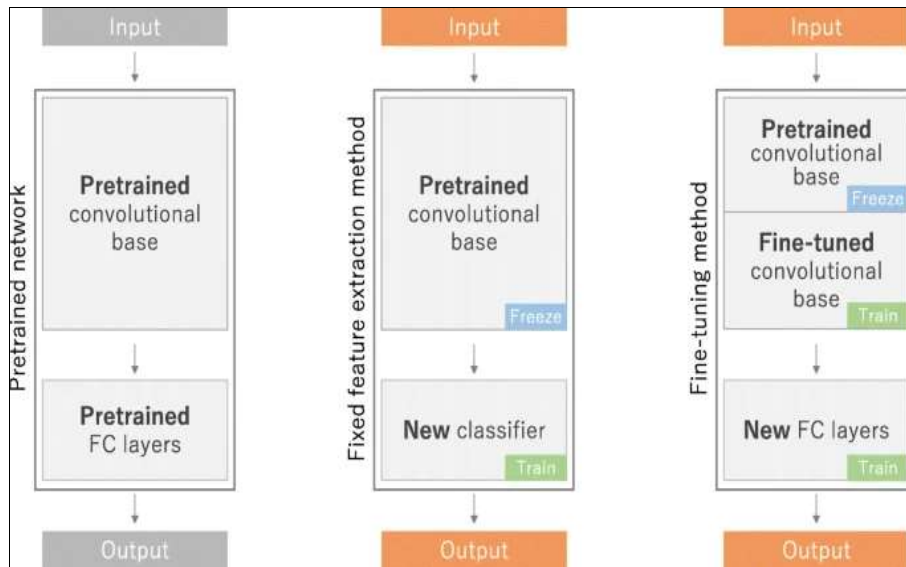 Input
Pretrained network
Pretrained
convolutional
base
Pretrained
FC layers
Output
Input
Fixed feature extraction method
Pretrained
convolutional
base
Freeze
New classifier
Train
Output
Input
Fine-tuning method
Pretrained
convolutional
base
Freeze
Fine-tuned
convolutional
base
Train
New FC layers
Train
Output